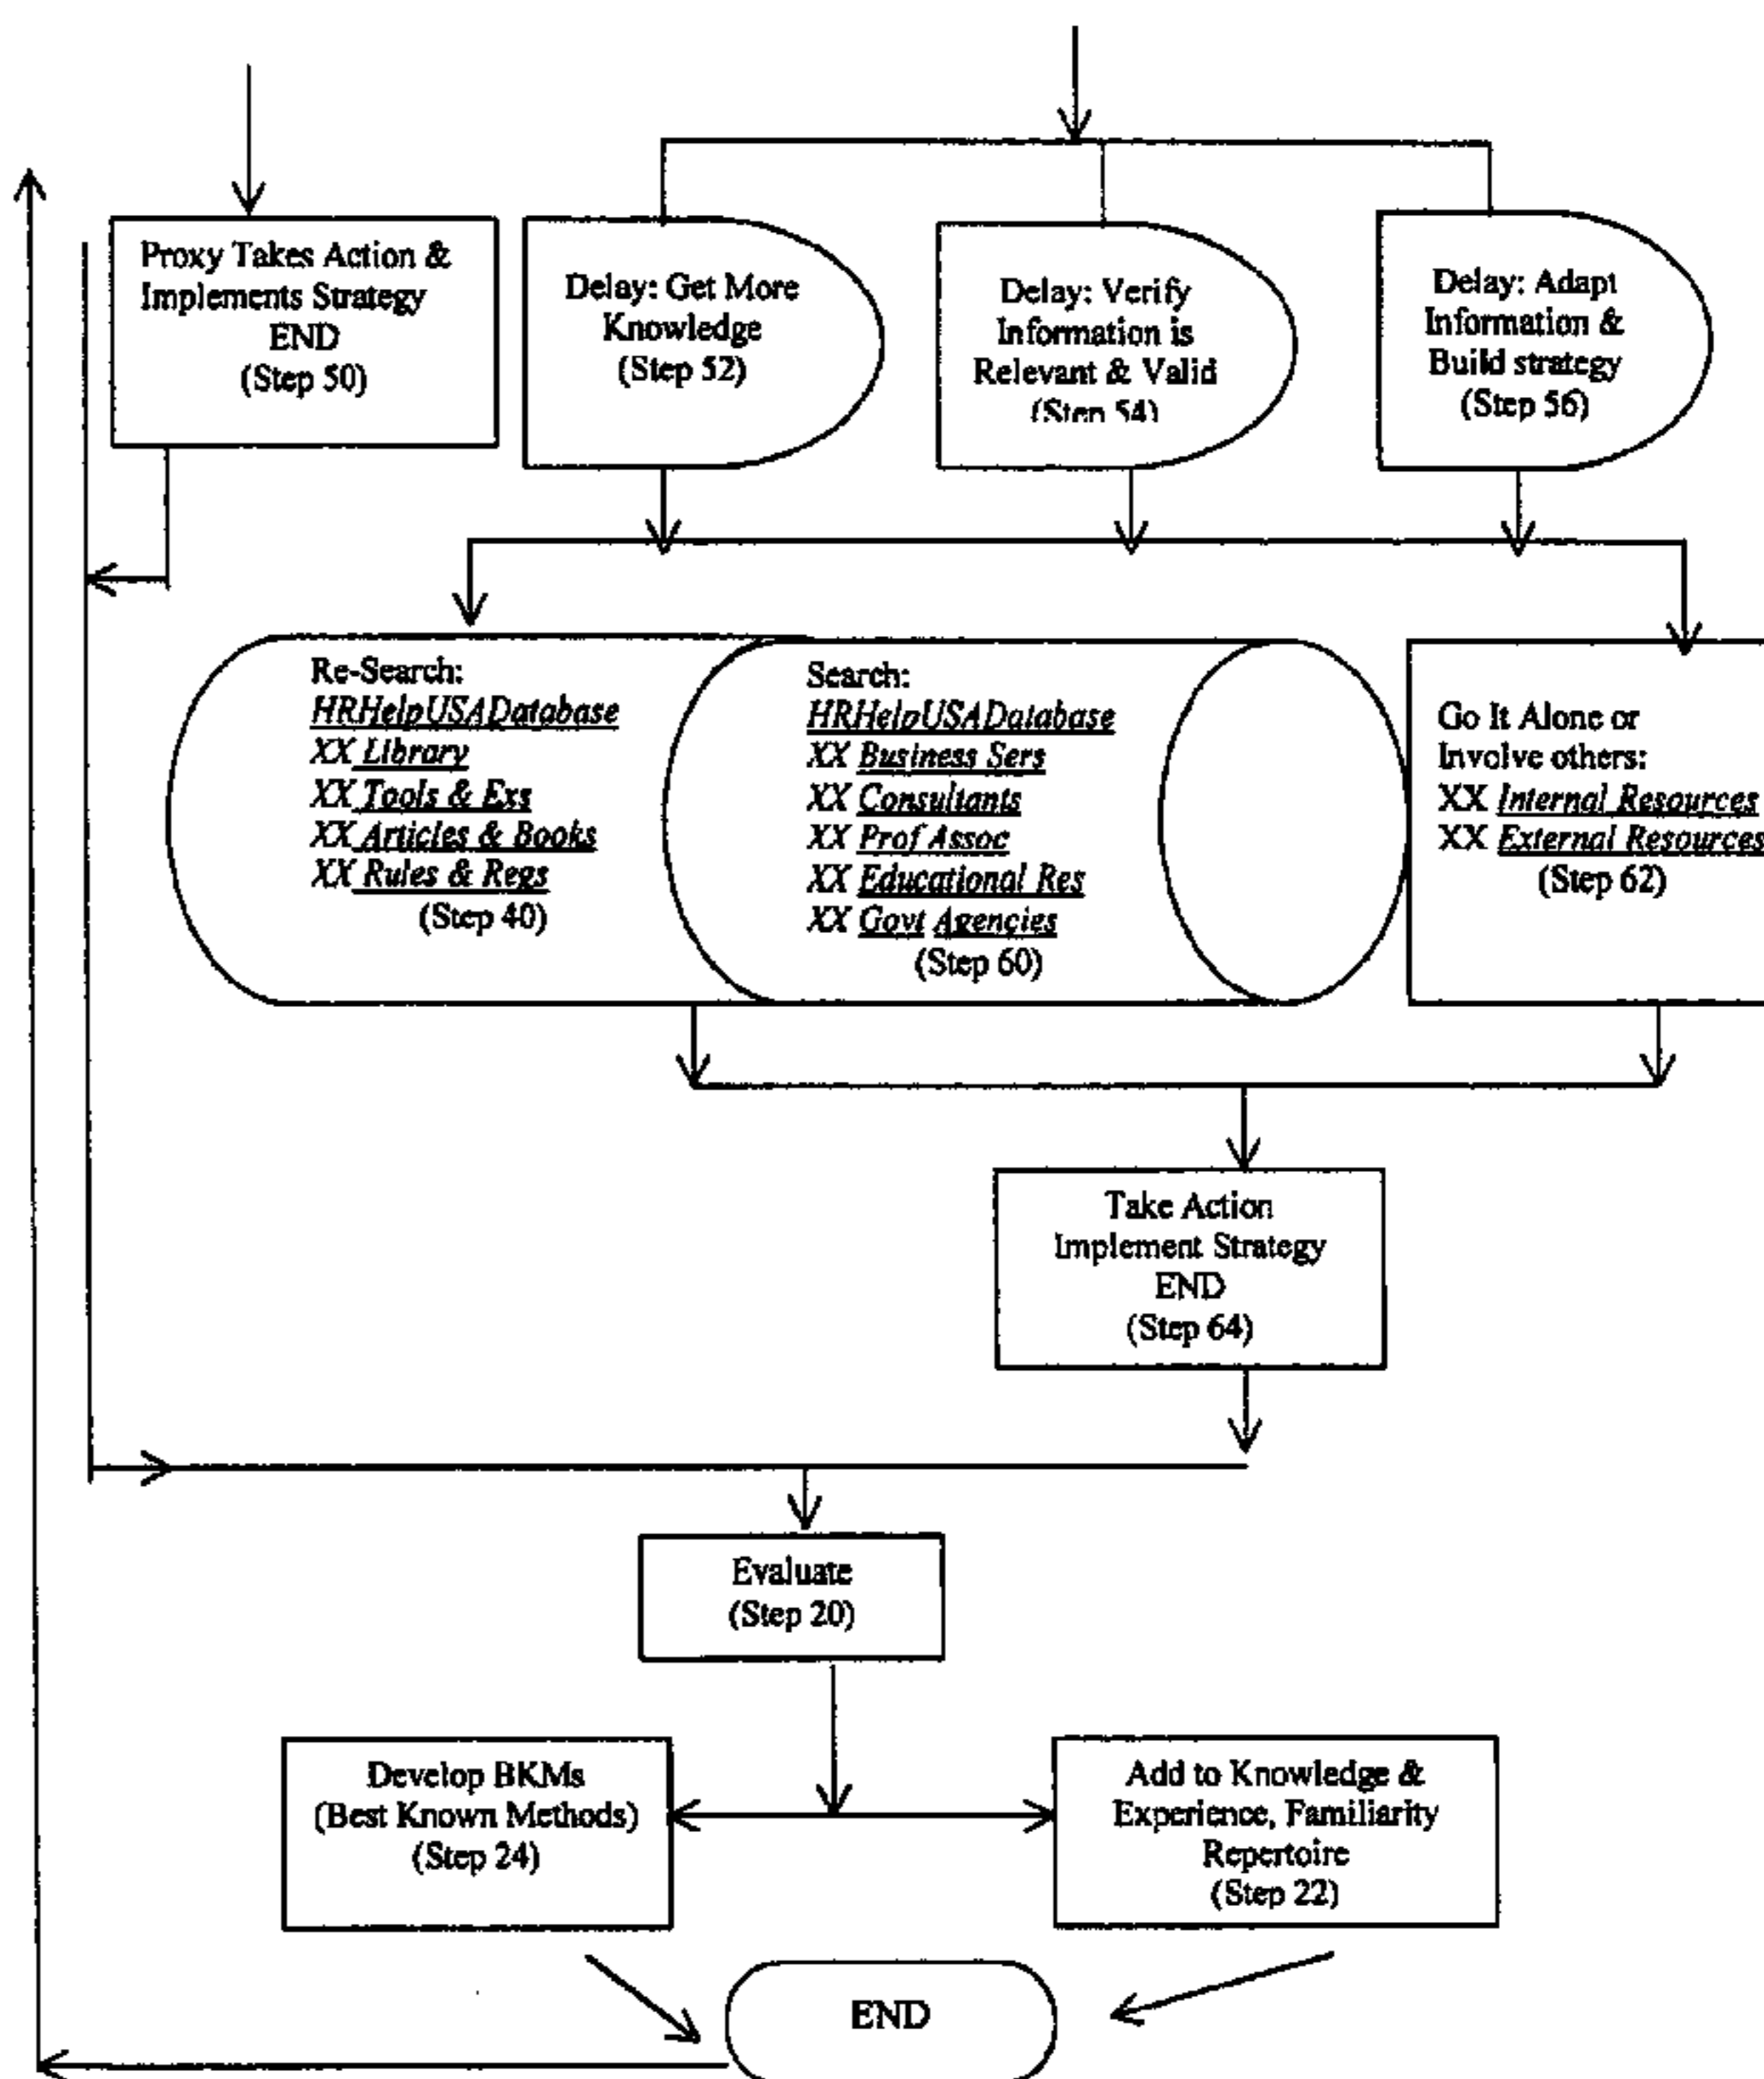 Proxy Takes Action &
Implements Strategy
END
(Step 50)
Delay: Get More
Knowledge
(Step 52)
Delay: Verify
Information is
Relevant & Valid
(Step 54)
Delay: Adapt
Information &
Build strategy
(Step 56)
Re-Search:
HRHelpUSADatabase
XX Library
XX Tools & Exs
XX Articles & Books
XX Rules & Regs
(Step 40)
Search:
HRHelpUSADatabase
XX Business Sers
XX Consultants
XX Prof Assoc
XX Educational Res
XX Govt Agencies
(Step 60)
Go It Alone or
Involve others:
XX Internal Resources
XX External Resources
(Step 62)
Take Action
Implement Strategy
END
(Step 64)
Evaluate
(Step 20)
Develop BKMs
(Best Known Methods)
(Step 24)
Add to Knowledge &
Experience, Familiarity
Repertoire
(Step 22)
END